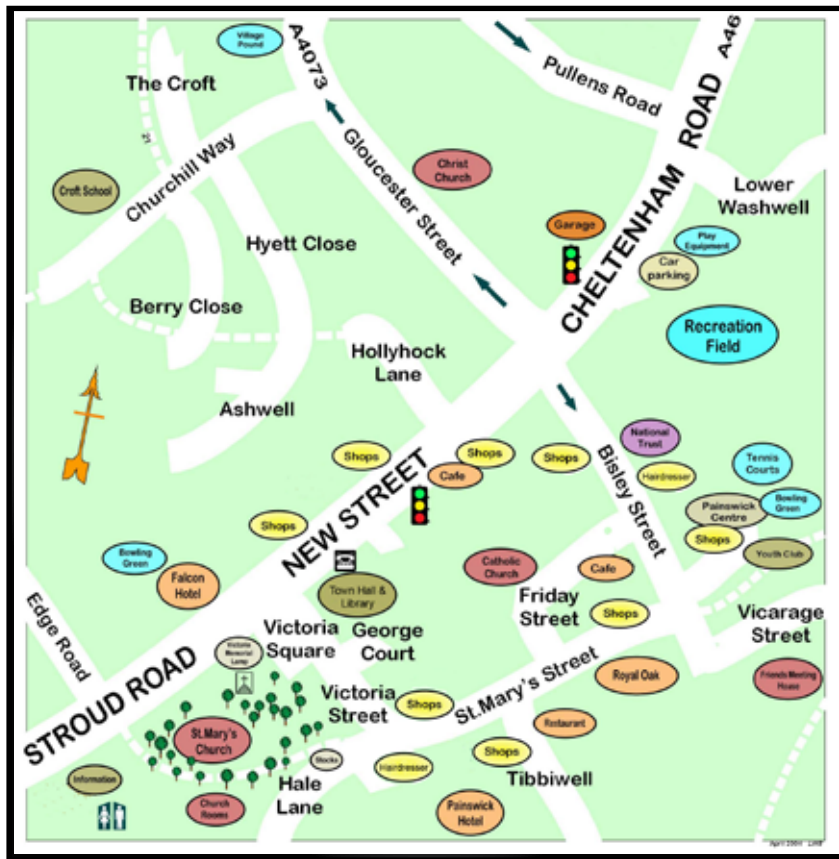 Village
Pound
A4073
A46
Pullens Road
The Croft
Churchill Way
Gloucester Street
Christ
Church
CHELTENHAM ROAD
Lower
Washwell
Croft School
Garage
Play
Equipment
Car
parking
Hyett Close
Berry Close
Recreation
Field
Hollyhock
Lane
Ashwell
Shops
Shops
Cafe
Shops
National
Trust
Hairdresser
Tennis
Courts
Bisley Street
Painswick
Centre
Bowling
Green
Shops
Youth Club
Shops
NEW STREET
Bowling
Green
Falcon
Hotel
Town Hall &
Library
Catholic
Church
Cafe
Friday
Street
Shops
Vicarage
Street
Edge Road
Victoria
Memorial
Lamp
Victoria
Square
George
Court
Royal Oak
Friends Meeting
House
STROUD ROAD
St.Mary's
Church
Victoria
Street
Shops
St.Mary's Street
Restaurant
Stocks
Hairdresser
Shops
Tibbiwell
Information
Church
Rooms
Hale
Lane
Painswick
Hotel